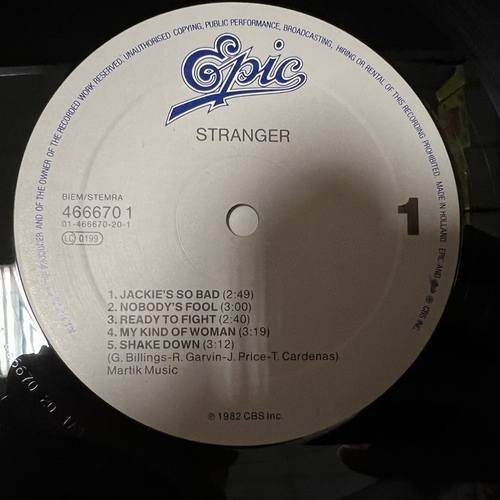 UNAUTHORISED COPYING, PUBLIC PERFORMANCE, BROADCASTING, HIRING OR RENTAL OF THIS RECORDING PROHIBITED. MADE IN HOLLAND. EPIC AND
AND OF THE OWNER OF THE RECORDED WORK RESERVED.
℗ CBS INC.
Epic
STRANGER
BIEM/STEMRA
466670 1
01-466670-20-1
LC 0199
1
1. JACKIE'S SO BAD (2:49)
2. NOBODY'S FOOL (3:00)
3. READY TO FIGHT (2:40)
4. MY KIND OF WOMAN (3:19)
5. SHAKE DOWN (3:12)
(G. Billings-R. Garvin-J. Price-T. Cardenas)
Martik Music
℗ 1982 CBS Inc.